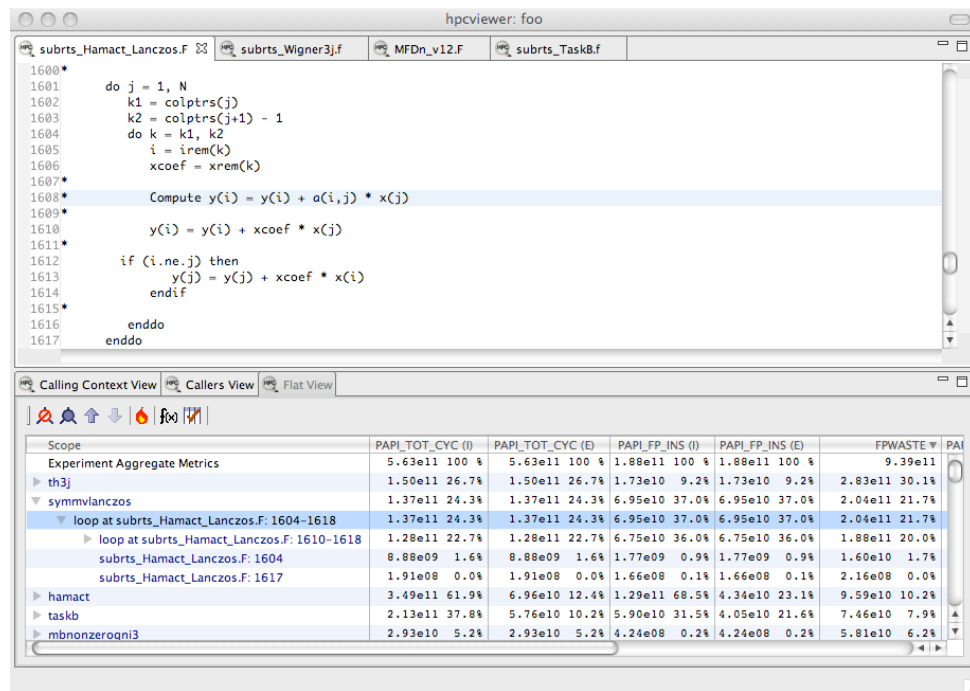 hpcviewer: foo
subrts_Hamact_Lanczos.F subrts_Wigner3j.f MFDn_v12.F subrts_TaskB.f
1600*
1601 do j = 1, N
1602 k1 = colptrs(j)
1603 k2 = colptrs(j+1) - 1
1604 do k = k1, k2
1605 i = irem(k)
1606 xcoef = xrem(k)
1607*
1608* Compute y(i) = y(i) + a(i,j) * x(j)
1609*
1610 y(i) = y(i) + xcoef * x(j)
1611*
1612 if (i.ne.j) then
1613 y(j) = y(j) + xcoef * x(i)
1614 endif
1615*
1616 enddo
1617 enddo
Calling Context View Callers View Flat View
f(x)
Scope PAPI_TOT_CYC (I) PAPI_TOT_CYC (E) PAPI_FP_INS (I) PAPI_FP_INS (E) FPWASTE PAI
Experiment Aggregate Metrics 5.63e11 100 % 5.63e11 100 % 1.88e11 100 % 1.88e11 100 % 9.39e11
th3j 1.50e11 26.7% 1.50e11 26.7% 1.73e10 9.2% 1.73e10 9.2% 2.83e11 30.1%
symmvlanczos 1.37e11 24.3% 1.37e11 24.3% 6.95e10 37.0% 6.95e10 37.0% 2.04e11 21.7%
loop at subrts_Hamact_Lanczos.F: 1604-1618 1.37e11 24.3% 1.37e11 24.3% 6.95e10 37.0% 6.95e10 37.0% 2.04e11 21.7%
loop at subrts_Hamact_Lanczos.F: 1610-1618 1.28e11 22.7% 1.28e11 22.7% 6.75e10 36.0% 6.75e10 36.0% 1.88e11 20.0%
subrts_Hamact_Lanczos.F: 1604 8.88e09 1.6% 8.88e09 1.6% 1.77e09 0.9% 1.77e09 0.9% 1.60e10 1.7%
subrts_Hamact_Lanczos.F: 1617 1.91e08 0.0% 1.91e08 0.0% 1.66e08 0.1% 1.66e08 0.1% 2.16e08 0.0%
hamact 3.49e11 61.9% 6.96e10 12.4% 1.29e11 68.5% 4.34e10 23.1% 9.59e10 10.2%
taskb 2.13e11 37.8% 5.76e10 10.2% 5.90e10 31.5% 4.05e10 21.6% 7.46e10 7.9%
mbnonzeroqni3 2.93e10 5.2% 2.93e10 5.2% 4.24e08 0.2% 4.24e08 0.2% 5.81e10 6.2%